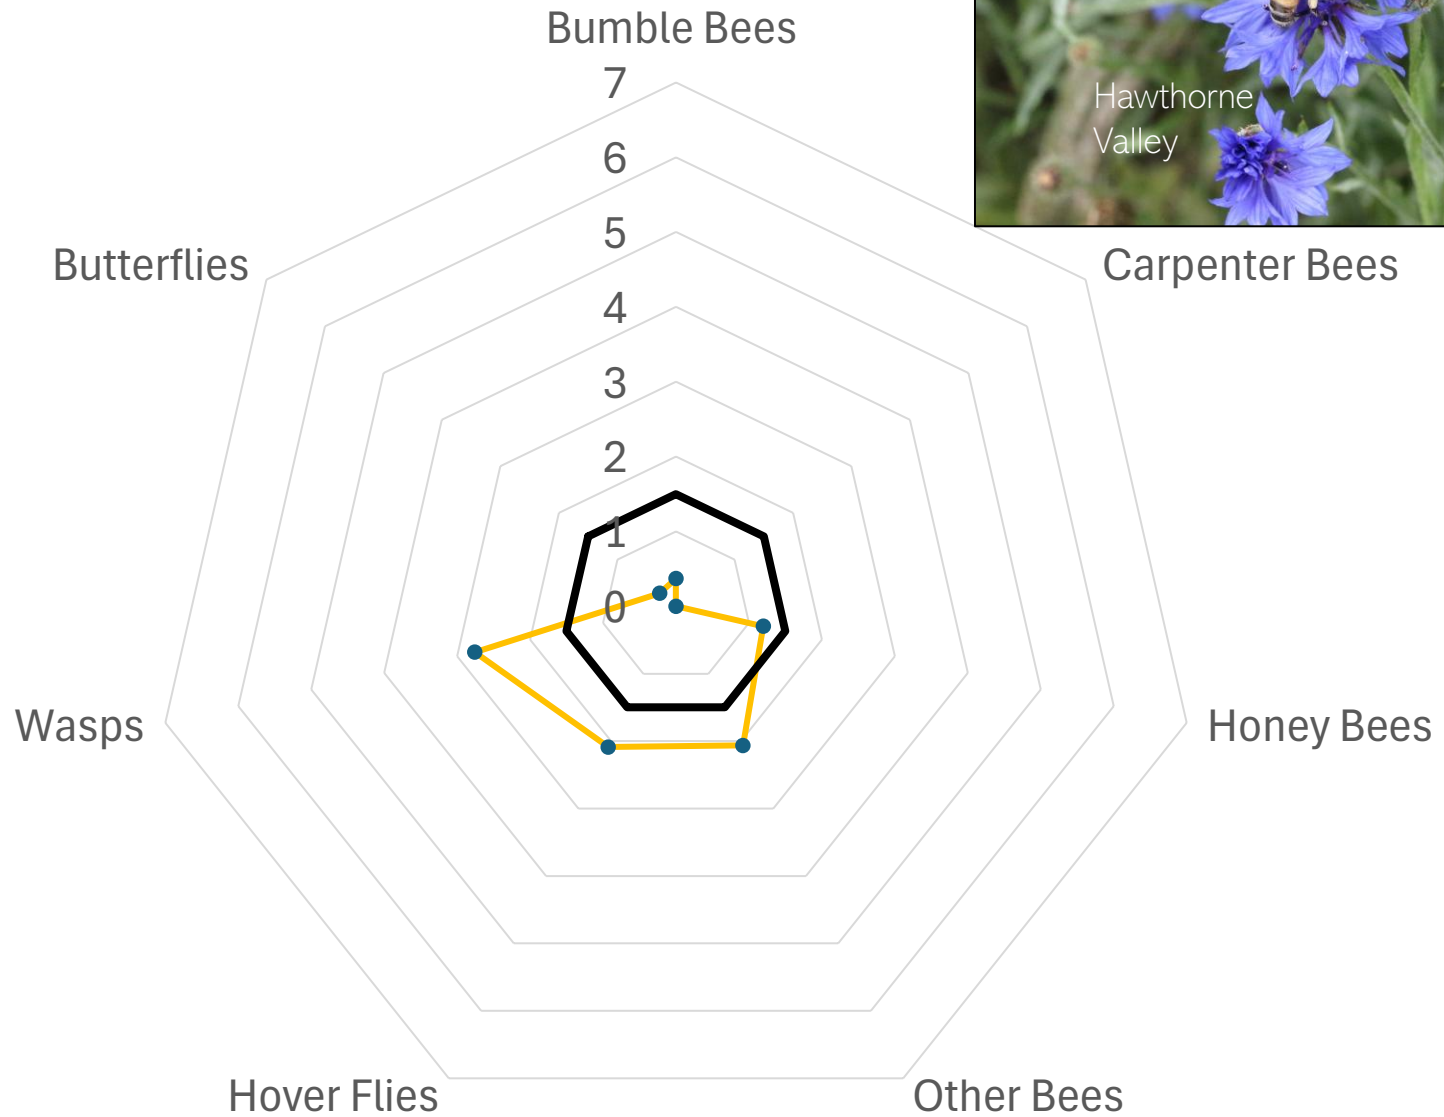 Bumble Bees
7
6
5
4
3
2
1
0
Hawthorne
Valley
Carpenter Bees
Honey Bees
Other Bees
Hover Flies
Wasps
Butterflies